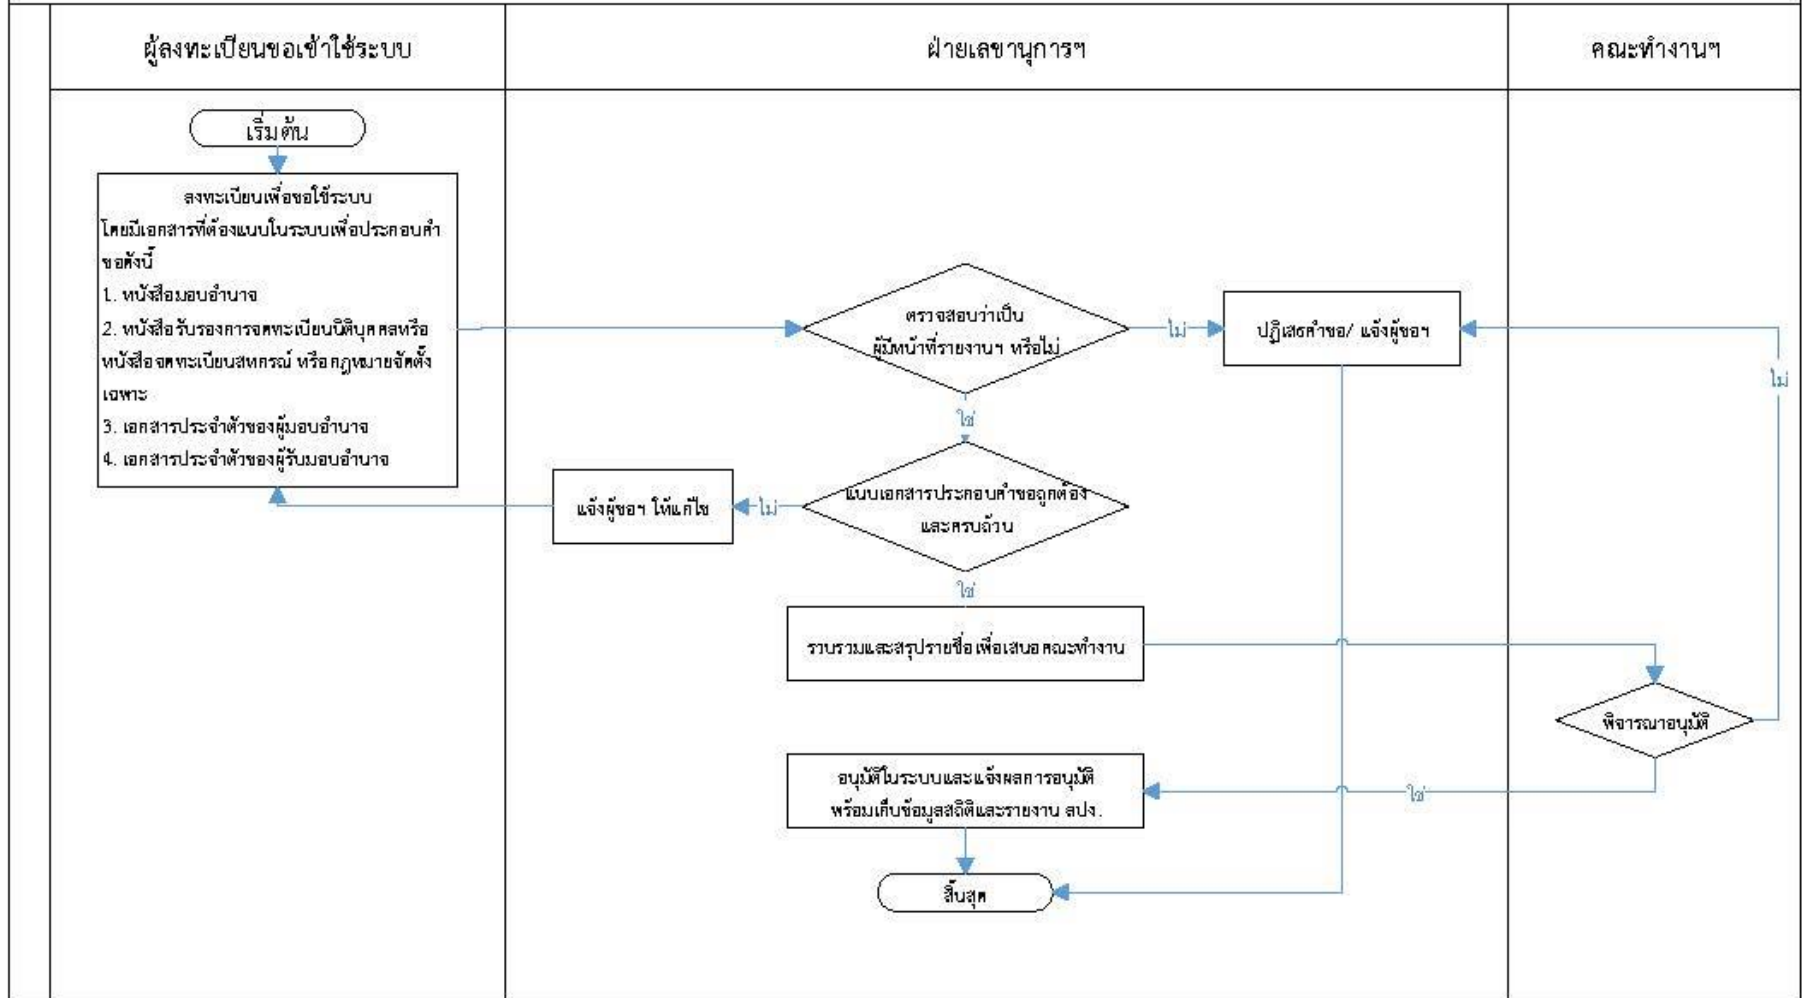 ผู้ลงทะเบียนขอเข้าใช้ระบบ
ฝ่ายเลขานุการฯ
คณะทำงานฯ
เริ่มต้น
ลงทะเบียนเพื่อขอใช้ระบบ
โดยมีเอกสารที่ต้องแนบในระบบเพื่อประกอบคำ
ขอดังนี้
1. หนังสือมอบอำนาจ
2. หนังสือรับรองการจดทะเบียนนิติบุคคลหรือ
หนังสือจดทะเบียนสหกรณ์ หรือกฎหมายจัดตั้ง
เฉพาะ
3. เอกสารประจำตัวของผู้มอบอำนาจ
4. เอกสารประจำตัวของผู้รับมอบอำนาจ
ตรวจสอบว่าเป็น
ผู้มีหน้าที่รายงานฯ หรือไม่
ไม่
ปฏิเสธคำขอ/ แจ้งผู้ขอฯ
ไม่
ใช่
แนบเอกสารประกอบคำขอถูกต้อง
และครบถ้วน
ไม่
แจ้งผู้ขอฯ ให้แก้ไข
ใช่
รวบรวมและสรุปรายชื่อเพื่อเสนอคณะทำงาน
พิจารณาอนุมัติ
อนุมัติในระบบและแจ้งผลการอนุมัติ
พร้อมเก็บข้อมูลสถิติและรายงาน ลปง.
ใช่
สิ้นสุด